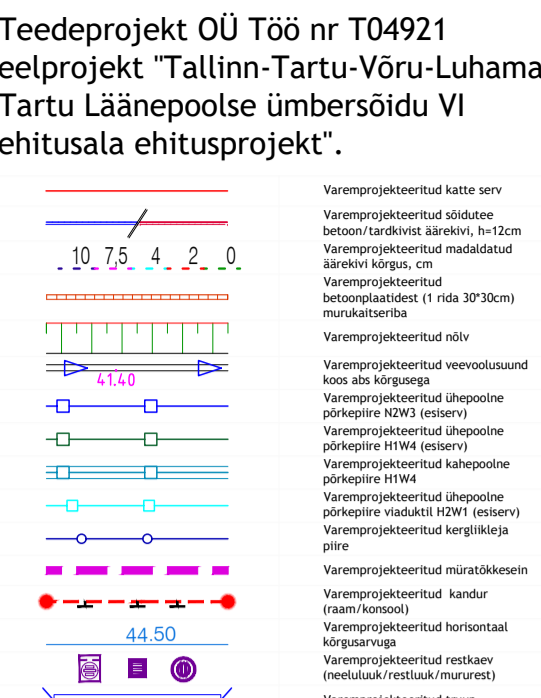 Teedeprojekt OÜ Töö nr T04921
eelprojekt "Tallinn-Tartu-Võru-Luhama
Tartu Läänepoolse ümbersõidu VI
ehitusala ehitusprojekt".
Varemprojekteeritud katte serv
Varemprojekteeritud sõidutee
betoon/tardkivist äärekivi, h=12cm
10 7,5 4 2 0
Varemprojekteeritud madaldatud
äärekivi kõrgus, cm
Varemprojekteeritud
betoonplaatidest (1 rida 30*30cm)
murukaitseriba
Varemprojekteeritud nõlv
41.40
Varemprojekteeritud veevoolusuund
koos abs kõrgusega
Varemprojekteeritud ühepoolne
põrkepiire N2W3 (esiserv)
Varemprojekteeritud ühepoolne
põrkepiire H1W4 (esiserv)
Varemprojekteeritud kahepoolne
põrkepiire H1W4
Varemprojekteeritud ühepoolne
põrkepiire viaduktil H2W1 (esiserv)
Varemprojekteeritud kergliikleja
piire
Varemprojekteeritud müratõkkesein
Varemprojekteeritud kandur
(raam/konsool)
44.50
Varemprojekteeritud horisontaal
kõrgusarvuga
Varemprojekteeritud restkaev
(neeluluuk/restluuk/mururest)